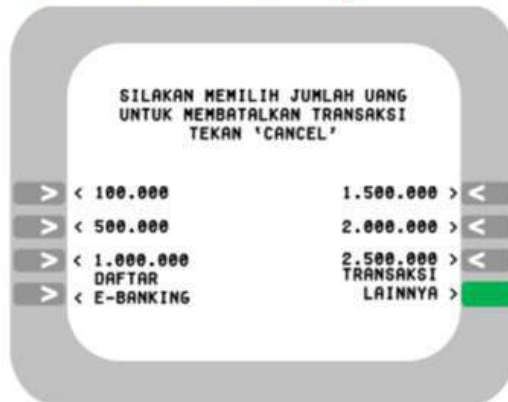 SILAKAN MEMILIH JUMLAH UANG
UNTUK MEMBATALKAN TRANSAKSI
TEKAN 'CANCEL'
> < 100.000 1.500.000 > <
> < 500.000 2.000.000 > <
> < 1.000.000 2.500.000 > <
DAFTAR TRANSAKSI
> < E-BANKING LAINNYA >